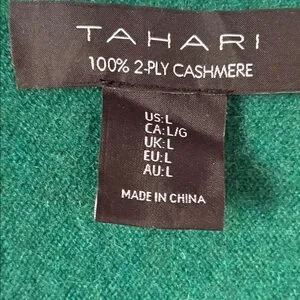 TAHARI
100% 2-PLY CASHMERE
US:L
CA:L/G
UK:L
EU:L
AU:L
MADE IN CHINA